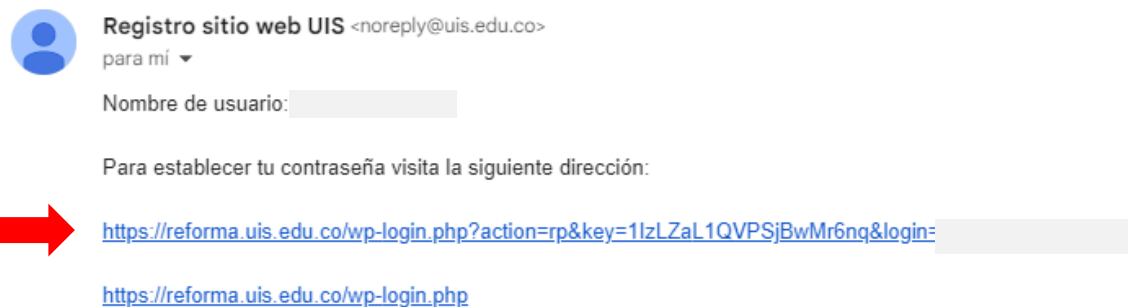 Registro sitio web UIS <noreply@uis.edu.co>
para mí
Nombre de usuario:
Para establecer tu contraseña visita la siguiente dirección:
https://reforma.uis.edu.co/wp-login.php?action=rp&key=1IzLZaL1QVPSjBwMr6nq&login=
https://reforma.uis.edu.co/wp-login.php